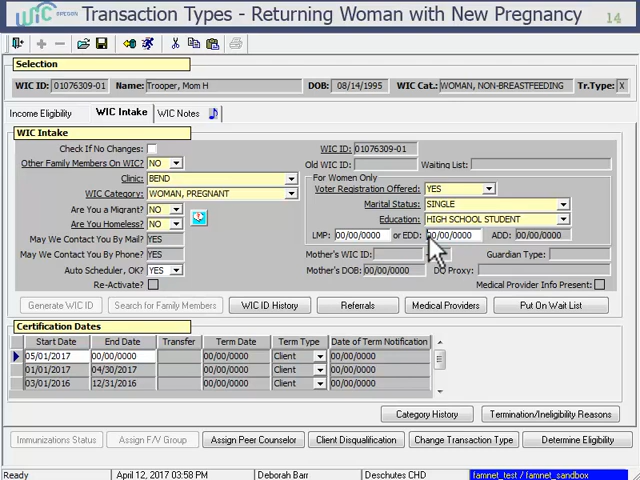 WiC OREGON Transaction Types - Returning Woman with New Pregnancy 14
Selection
WIC ID: 01076309-01 Name: Trooper, Mom H DOB: 08/14/1995 WIC Cat.: WOMAN, NON-BREASTFEEDING Tr.Type: X
Income Eligibility WIC Intake WIC Notes
WIC Intake
Check If No Changes: WIC ID: 01076309-01
Other Family Members On WIC? NO Old WIC ID: Waiting List:
Clinic: BEND For Women Only
Voter Registration Offered: YES
WIC Category: WOMAN, PREGNANT
Marital Status: SINGLE
Are You a Migrant? NO
Education: HIGH SCHOOL STUDENT
Are You Homeless? NO
LMP: 00/00/0000 or EDD: 00/00/0000 ADD: 00/00/0000
May We Contact You By Mail? YES
May We Contact You By Phone? YES Mother's WIC ID: Guardian Type:
Auto Scheduler, OK? YES Mother's DOB: 00/00/0000 DO Proxy:
Re-Activate? Medical Provider Info Present:
Generate WIC ID Search for Family Members WIC ID History Referrals Medical Providers Put On Wait List
Certification Dates
Start Date End Date Transfer Term Date Term Type Date of Term Notification
05/01/2017 00/00/0000 00/00/0000 Client 00/00/0000
01/01/2017 04/30/2017 00/00/0000 Client 00/00/0000
03/01/2016 12/31/2016 00/00/0000 Client 00/00/0000
Category History Termination/Ineligibility Reasons
Immunizations Status Assign F/V Group Assign Peer Counselor Client Disqualification Change Transaction Type Determine Eligibility
Ready April 12, 2017 03:58 PM Deborah Barr Deschutes CHD famnet_test / famnet_sandbox